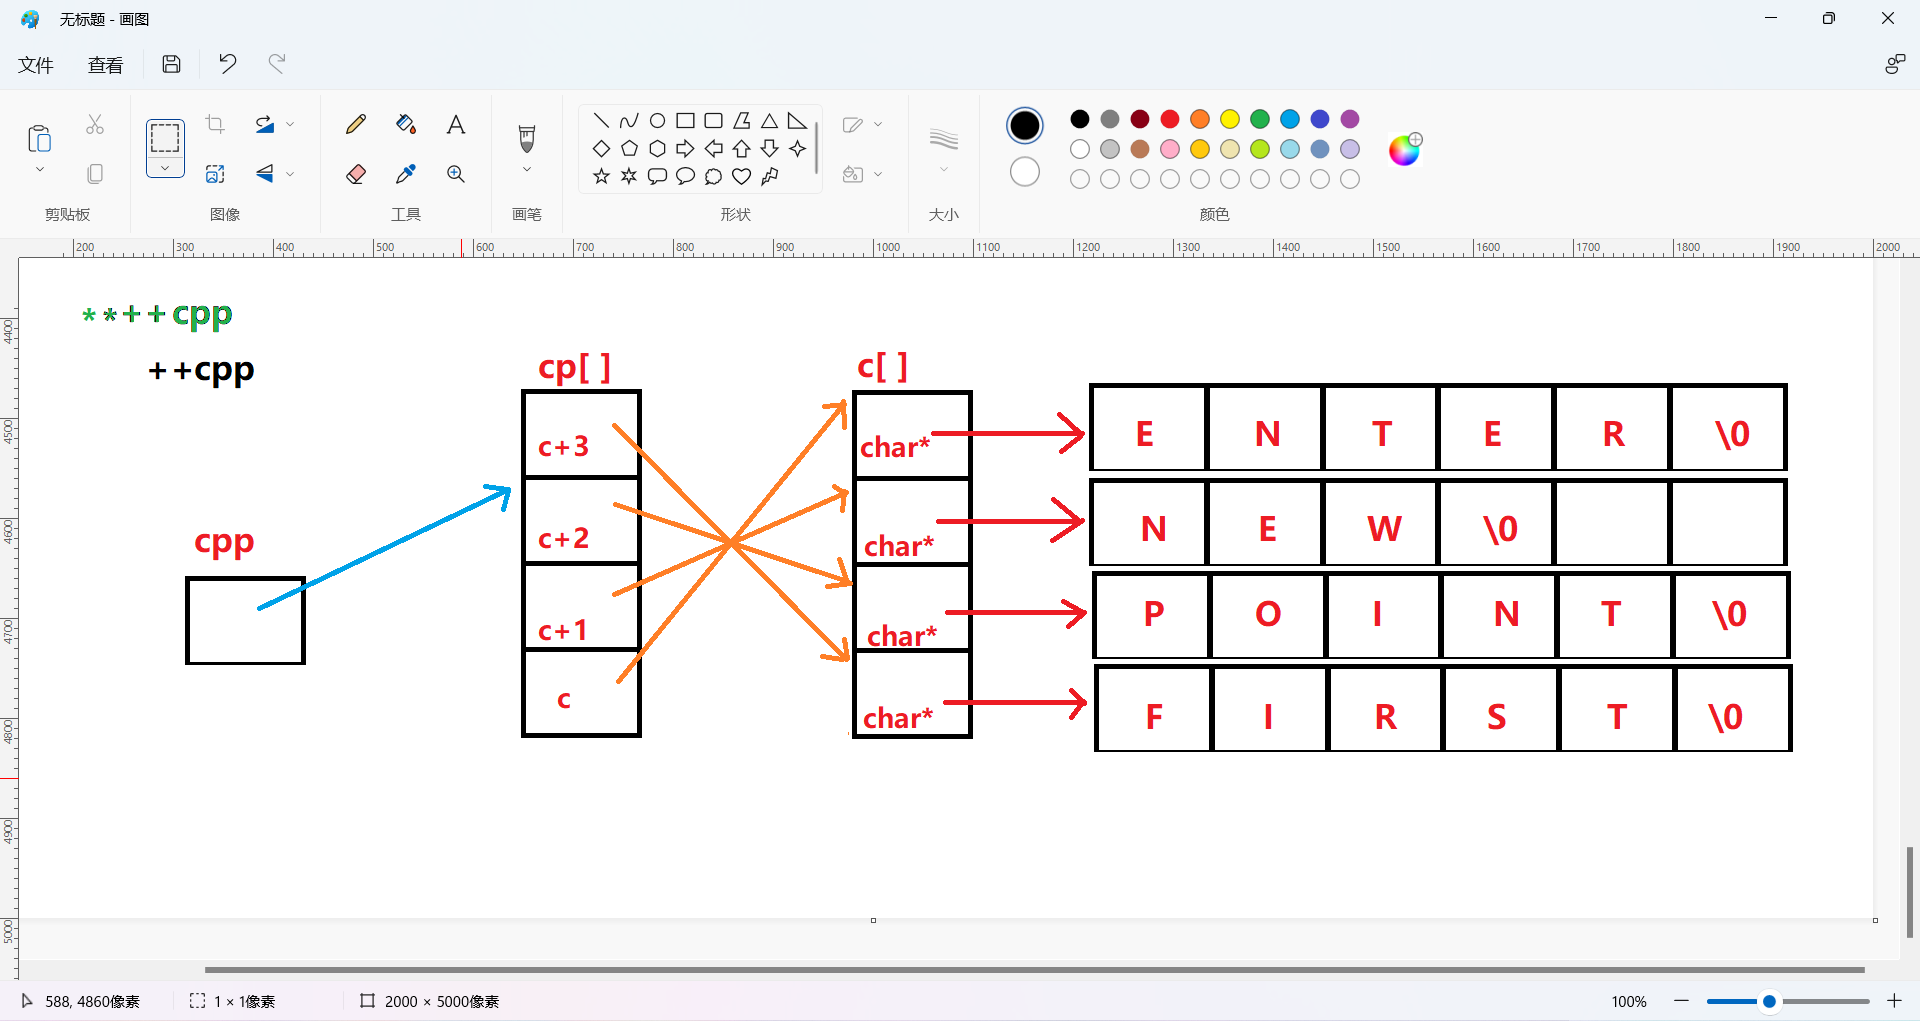 无标题 - 画图
文件 查看
剪贴板 图像 工具 画笔 形状 大小 颜色
200 300 400 500 600 700 800 900 1000 1100 1200 1300 1400 1500 1600 1700 1800 1900 2000
4400
4500
4600
4700
4800
4900
5000
**++cpp
++cpp
cpp
cp[ ]
c+3
c+2
c+1
c
c[ ]
char*
char*
char*
char*
E N T E R \0
N E W \0
P O I N T \0
F I R S T \0
588, 4860像素 1 × 1像素 2000 × 5000像素 100%